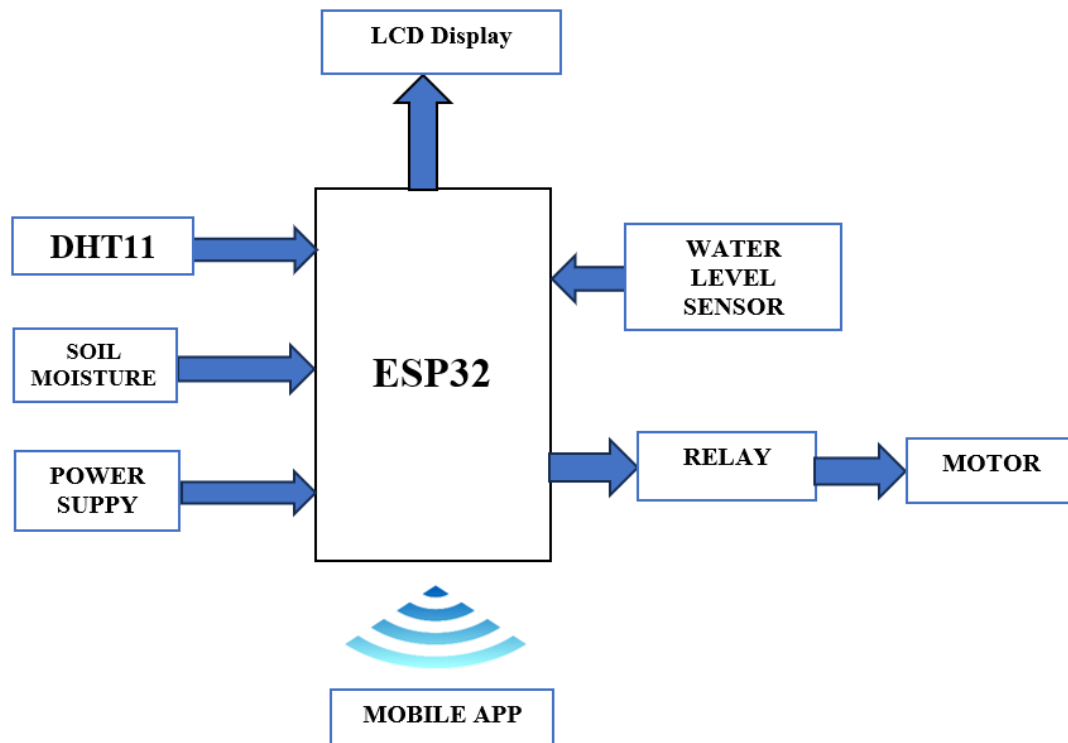 LCD Display
DHT11
WATER
LEVEL
SENSOR
SOIL
MOISTURE
ESP32
POWER
SUPPY
RELAY
MOTOR
MOBILE APP